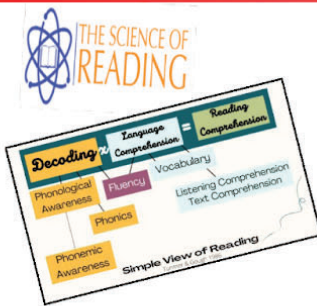 THE SCIENCE OF
READING
Decoding x Language Comprehension = Reading Comprehension
Phonological Awareness
Fluency
Vocabulary
Listening Comprehension
Text Comprehension
Phonics
Phonemic Awareness
Simple View of Reading